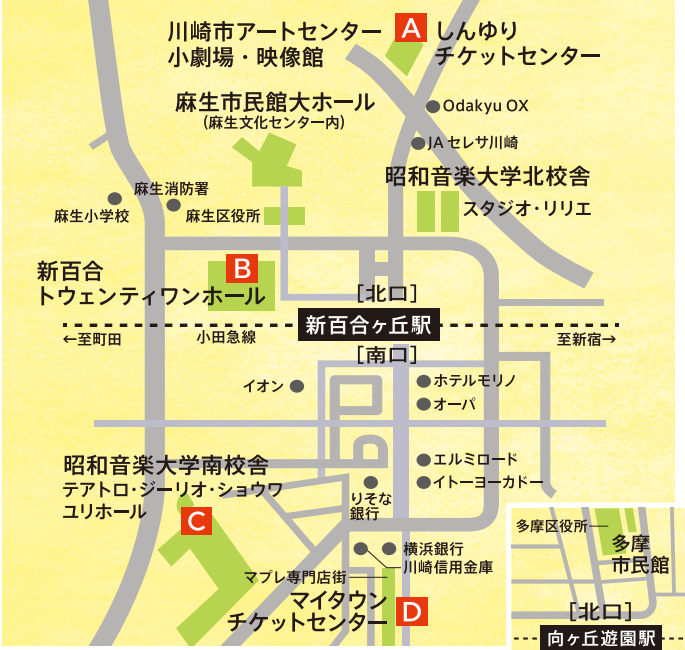 川崎市アートセンター
小劇場・映像館
A
しんゆり
チケットセンター
麻生市民館大ホール
(麻生文化センター内)
Odakyu OX
JAセレサ川崎
昭和音楽大学北校舎
スタジオ・リリエ
麻生消防署
麻生小学校
麻生区役所
新百合
トウェンティワンホール
B
[北口]
新百合ヶ丘駅
[南口]
←至町田
小田急線
至新宿→
イオン
ホテルモリノ
オーパ
昭和音楽大学南校舎
テアトロ・ジーリオ・ショウワ
ユリホール
C
エルミロード
イトーヨーカドー
りそな
銀行
横浜銀行
川崎信用金庫
マプレ専門店街
マイタウン
チケットセンター
D
多摩区役所
多摩
市民館
[北口]
向ヶ丘遊園駅